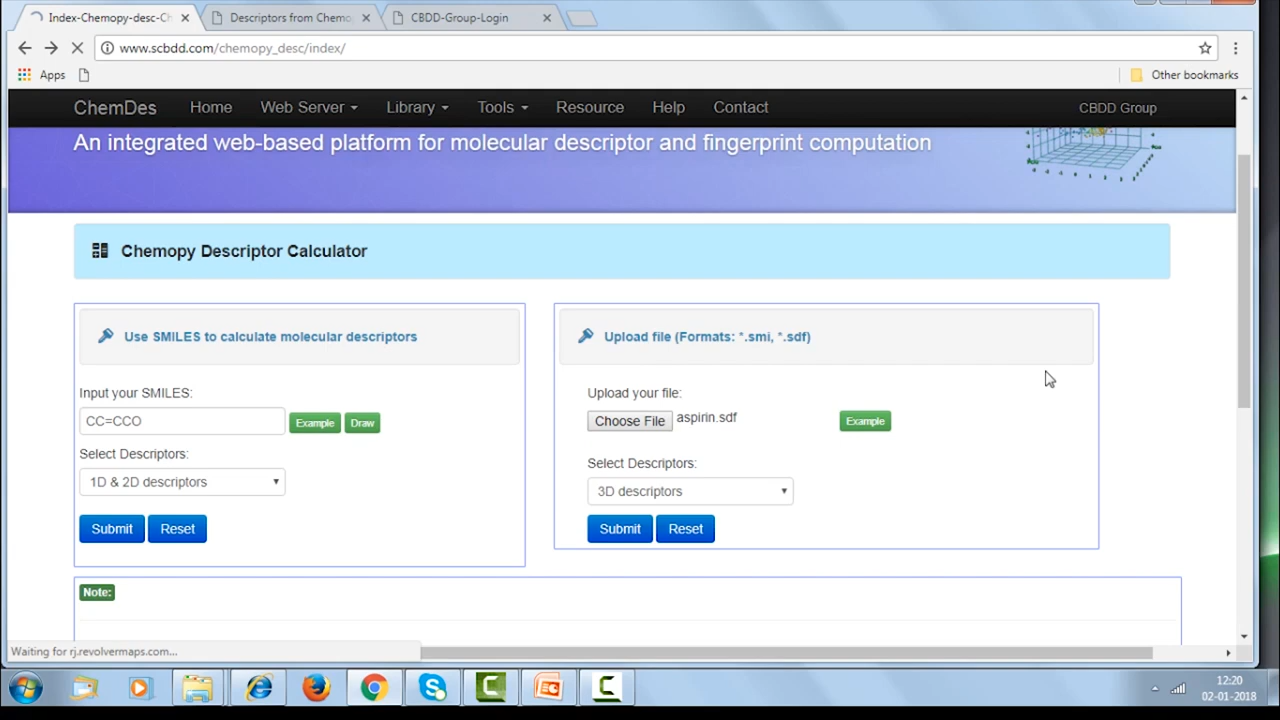 Index-Chemopy-desc-Ch
Descriptors from Chemo
CBDD-Group-Login
www.scbdd.com/chemopy_desc/index/
Apps
Other bookmarks
ChemDes Home Web Server Library Tools Resource Help Contact CBDD Group
An integrated web-based platform for molecular descriptor and fingerprint computation
Chemopy Descriptor Calculator
Use SMILES to calculate molecular descriptors
Input your SMILES:
CC=CCO Example Draw
Select Descriptors:
1D & 2D descriptors
Submit Reset
Upload file (Formats: *.smi, *.sdf)
Upload your file:
Choose File aspirin.sdf Example
Select Descriptors:
3D descriptors
Submit Reset
Note:
Waiting for rj.revolvermaps.com...
12:20
02-01-2018